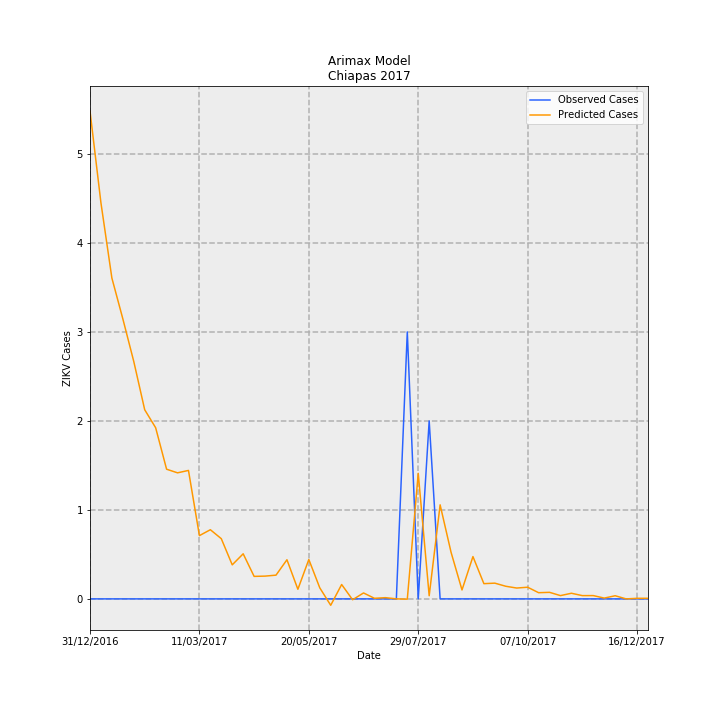 Arimax Model
Chiapas 2017
Observed Cases
Predicted Cases
5
4
3
2
1
0
ZIKV Cases
31/12/2016
11/03/2017
20/05/2017
29/07/2017
07/10/2017
16/12/2017
Date